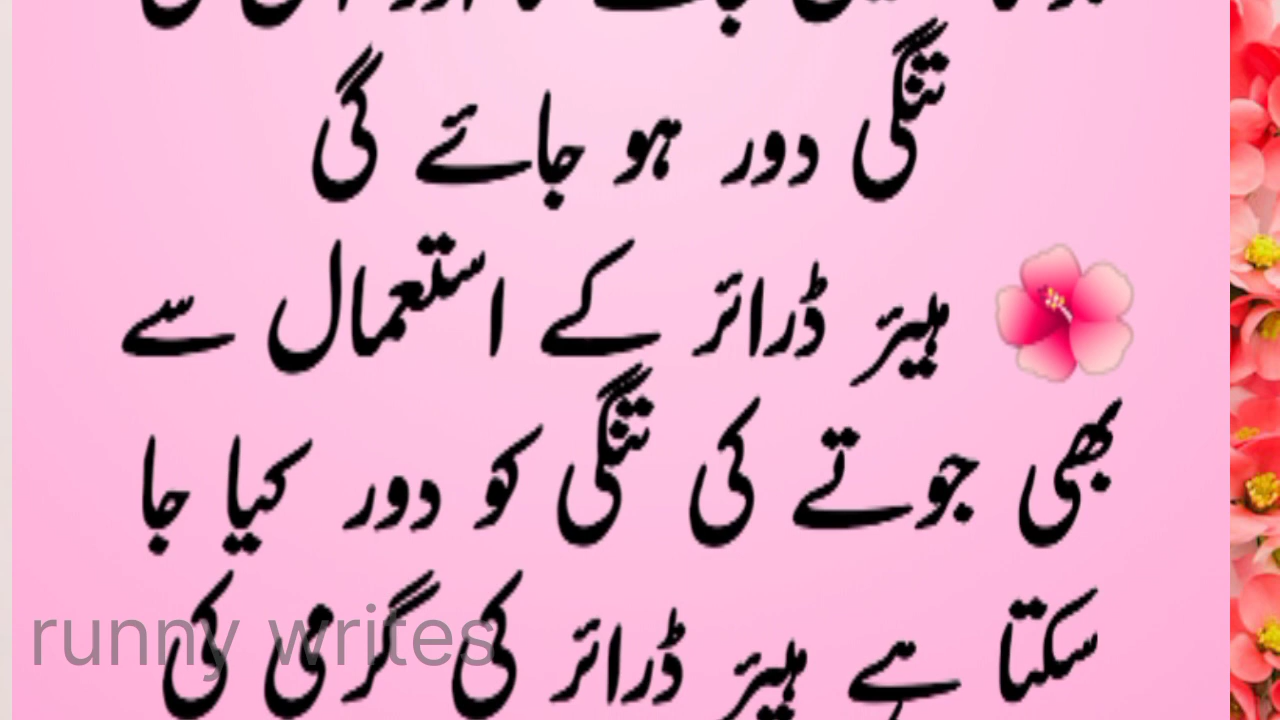 تنگی دور ہو جائے گی
ہیئر ڈرائر کے استعمال سے
بھی جوتے کی تنگی کو دور کیا جا
سکتا ہے ہیئر ڈرائر کی گرمی کی
runny writes